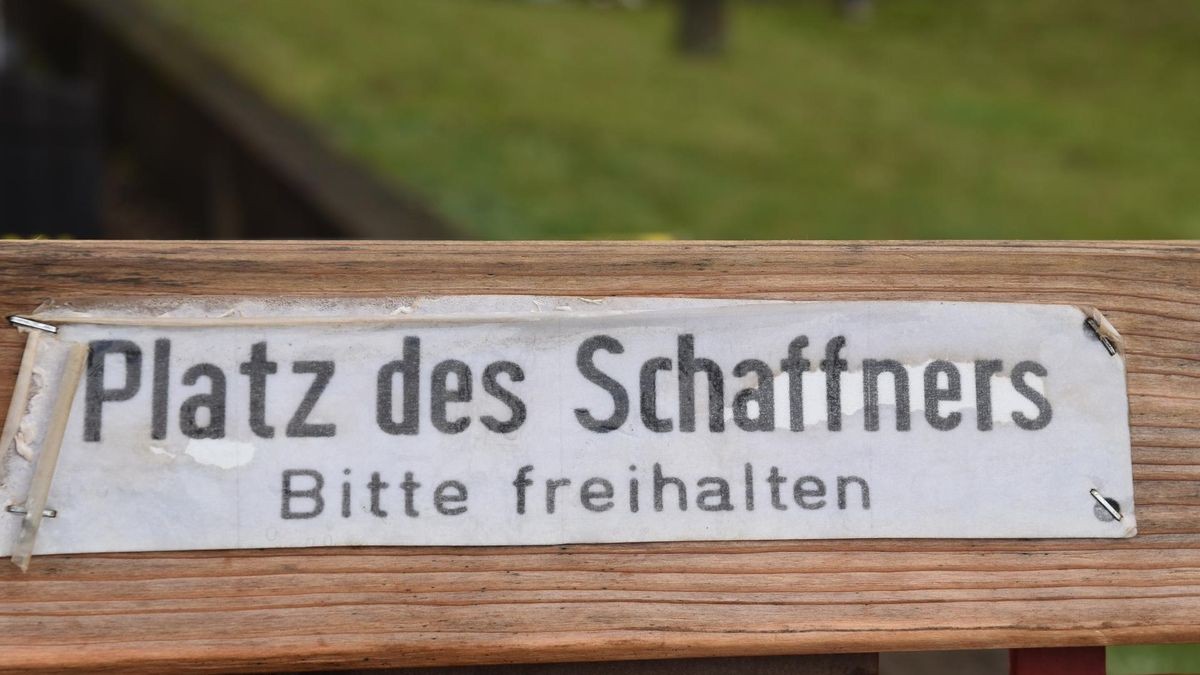 Platz des Schaffners
Bitte freihalten